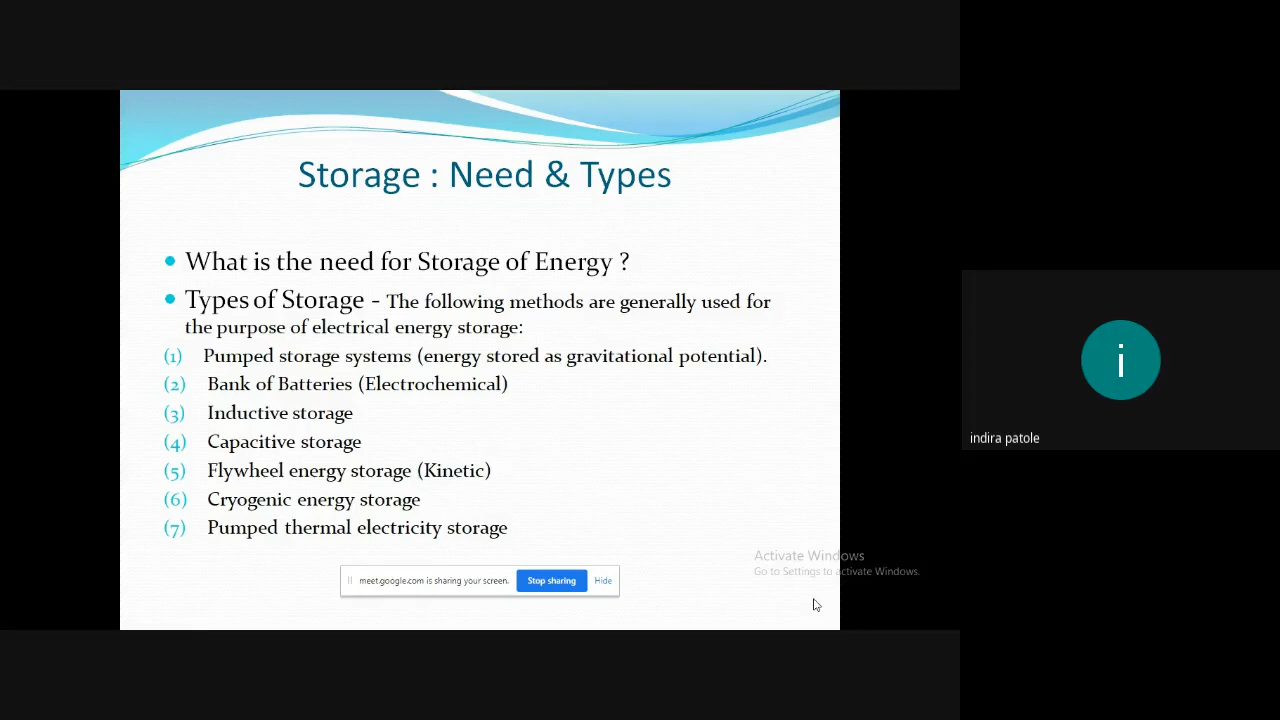 Storage : Need & Types
What is the need for Storage of Energy ?
Types of Storage - The following methods are generally used for
the purpose of electrical energy storage:
(1) Pumped storage systems (energy stored as gravitational potential).
(2) Bank of Batteries (Electrochemical)
(3) Inductive storage
(4) Capacitive storage
(5) Flywheel energy storage (Kinetic)
(6) Cryogenic energy storage
(7) Pumped thermal electricity storage
Activate Windows
Go to Settings to activate Windows.
meet.google.com is sharing your screen. Stop sharing Hide
i
indira patole